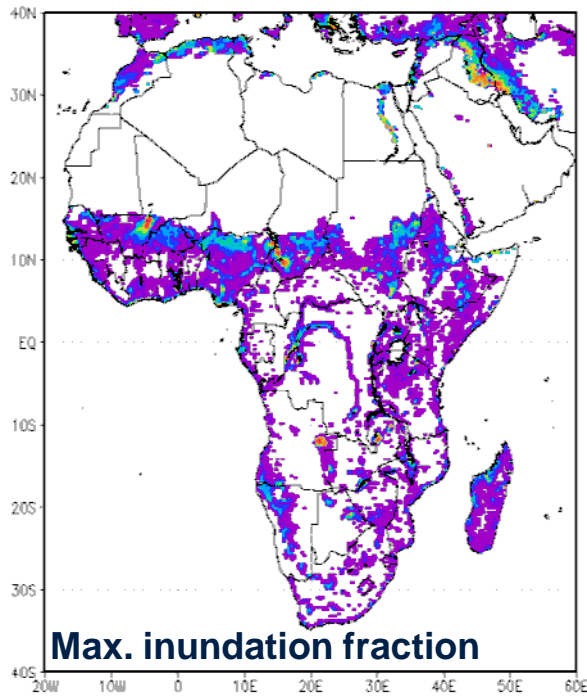 40N
30N
20N
10N
EQ
10S
20S
30S
40S
Max. inundation fraction
20W 10W 0 10E 20E 30E 40E 50E 60E